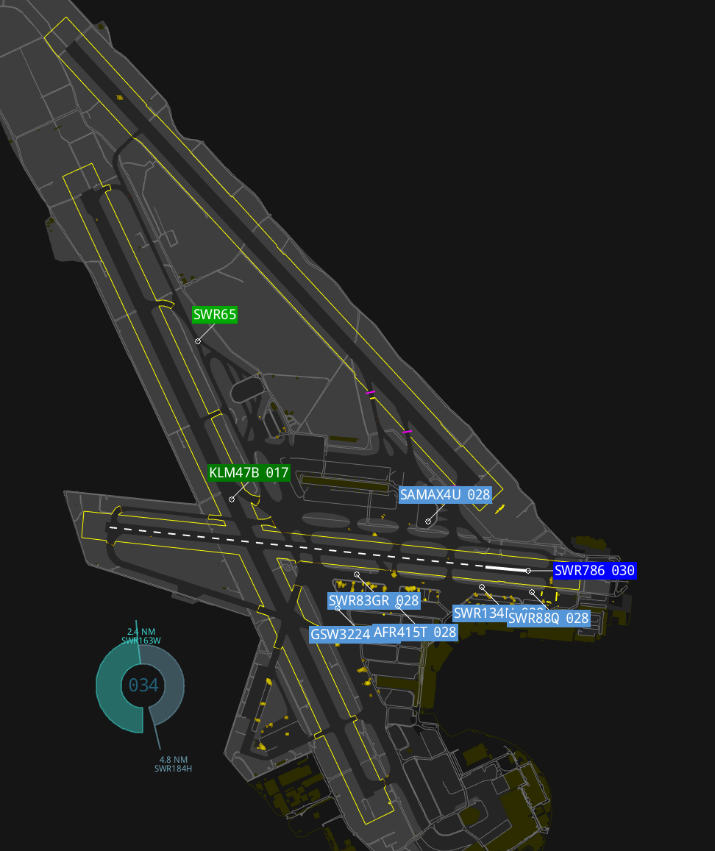 SWR65
KLM47B 017
SAMAX4U 028
SWR786 030
SWR83GR 028
SWR134
SWR88Q 028
GSW3224
AFR415T 028
2.4 NM
SWR163W
034
4.8 NM
SWR184H